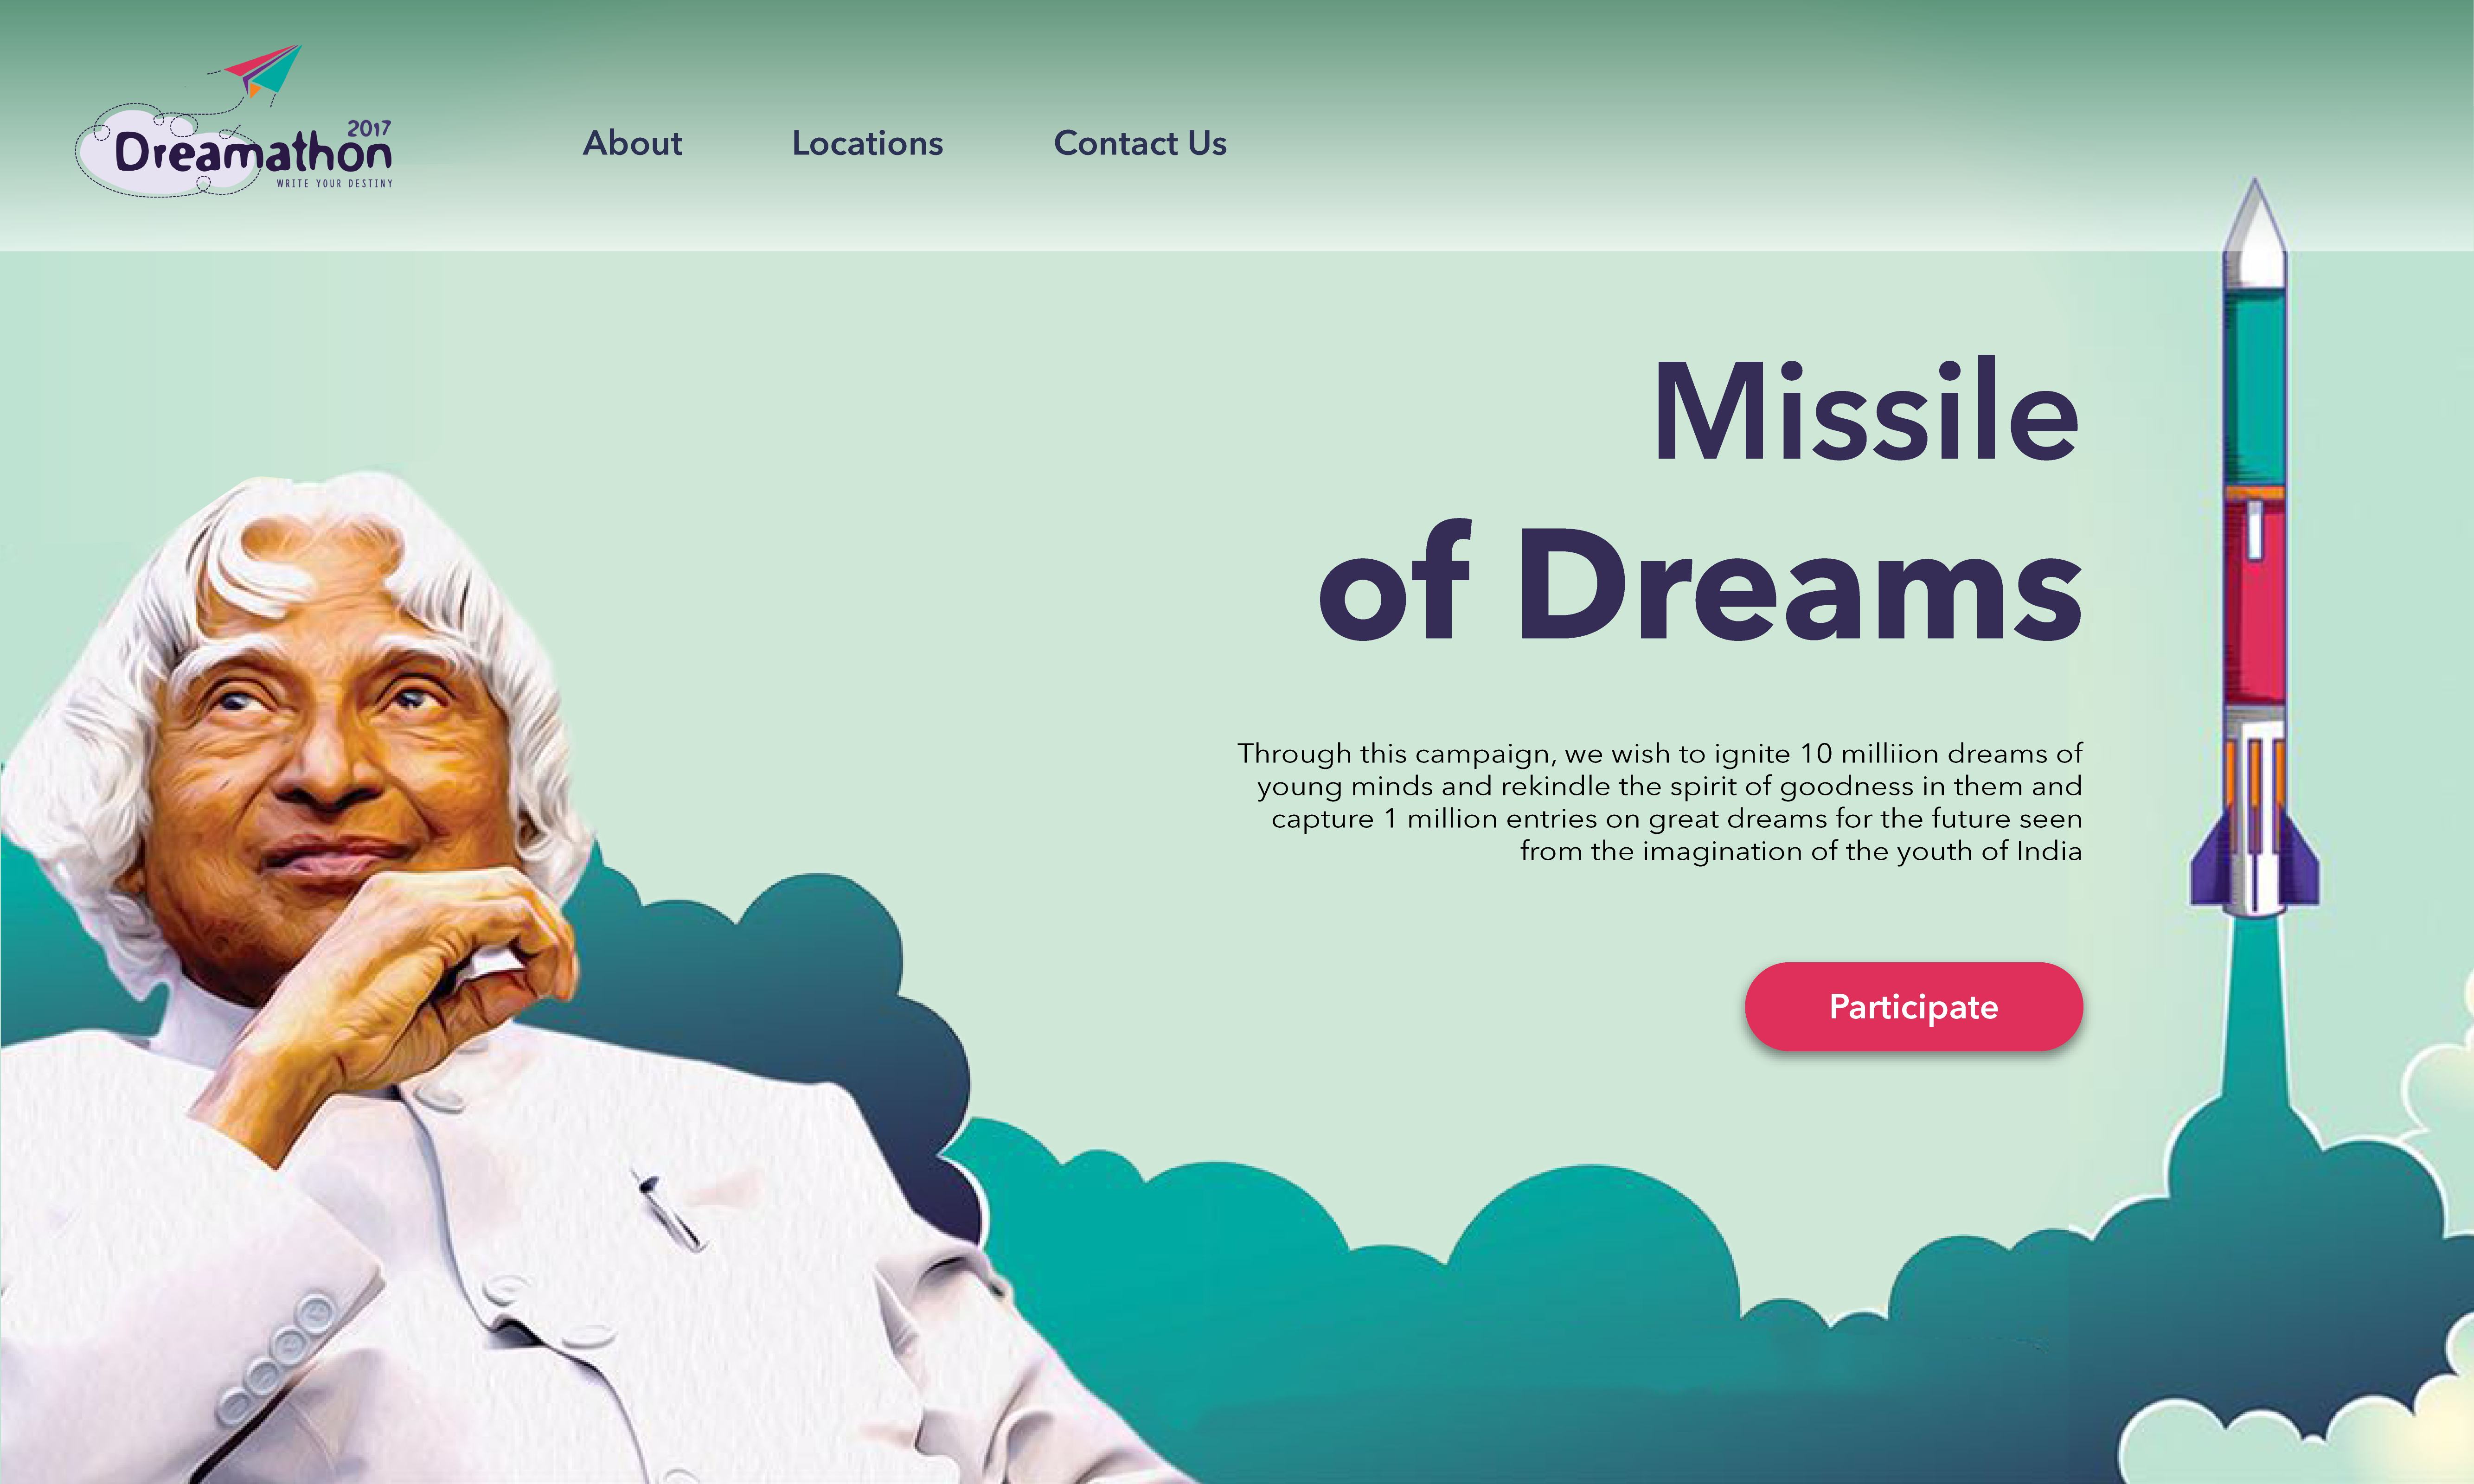 2017
Dreamathon
WRITE YOUR DESTINY
About
Locations
Contact Us
Missile
of Dreams
Through this campaign, we wish to ignite 10 milliion dreams of
young minds and rekindle the spirit of goodness in them and
capture 1 million entries on great dreams for the future seen
from the imagination of the youth of India
Participate